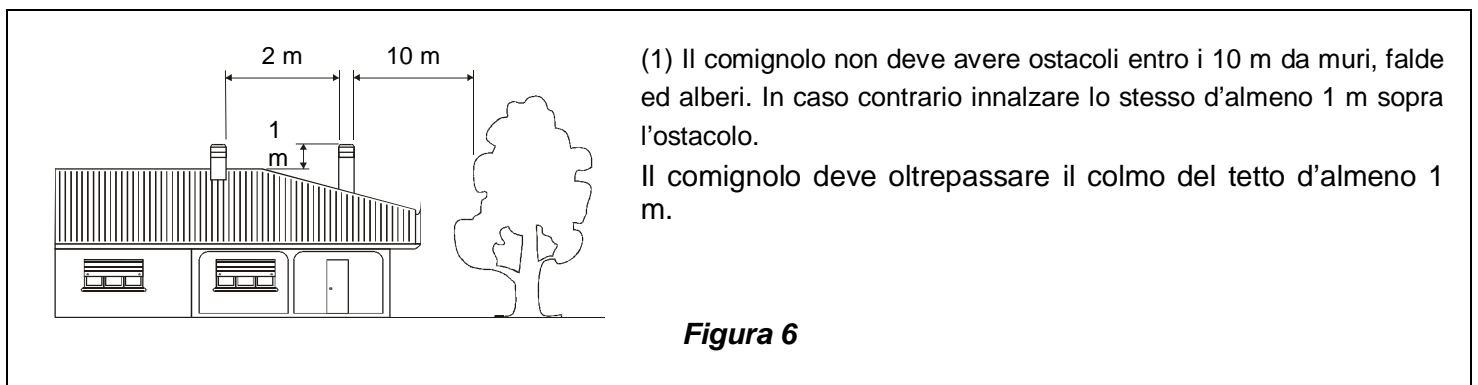 2 m
10 m
1
m
(1) Il comignolo non deve avere ostacoli entro i 10 m da muri, falde
ed alberi. In caso contrario innalzare lo stesso d’almeno 1 m sopra
l’ostacolo.
Il comignolo deve oltrepassare il colmo del tetto d’almeno 1
m.
Figura 6